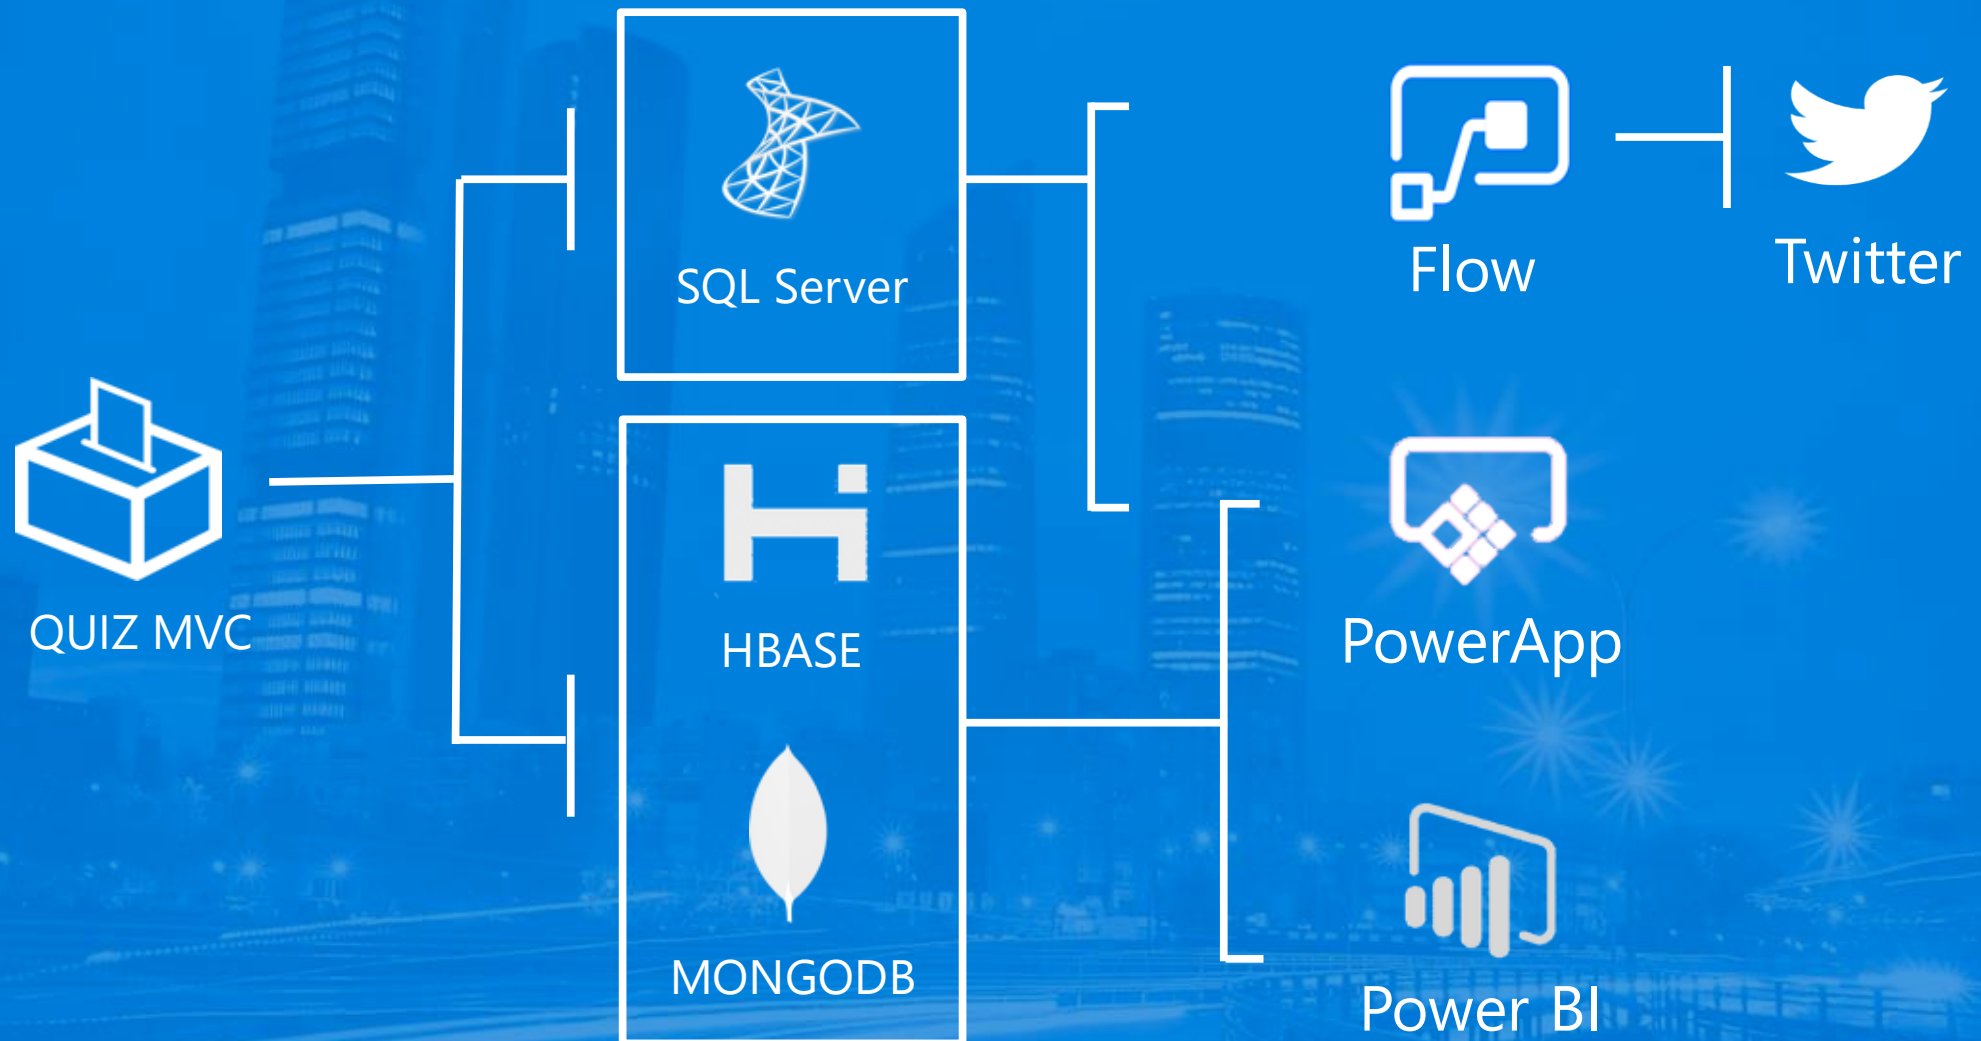 SQL Server
Flow
Twitter
QUIZ MVC
HBASE
PowerApp
MONGODB
Power BI